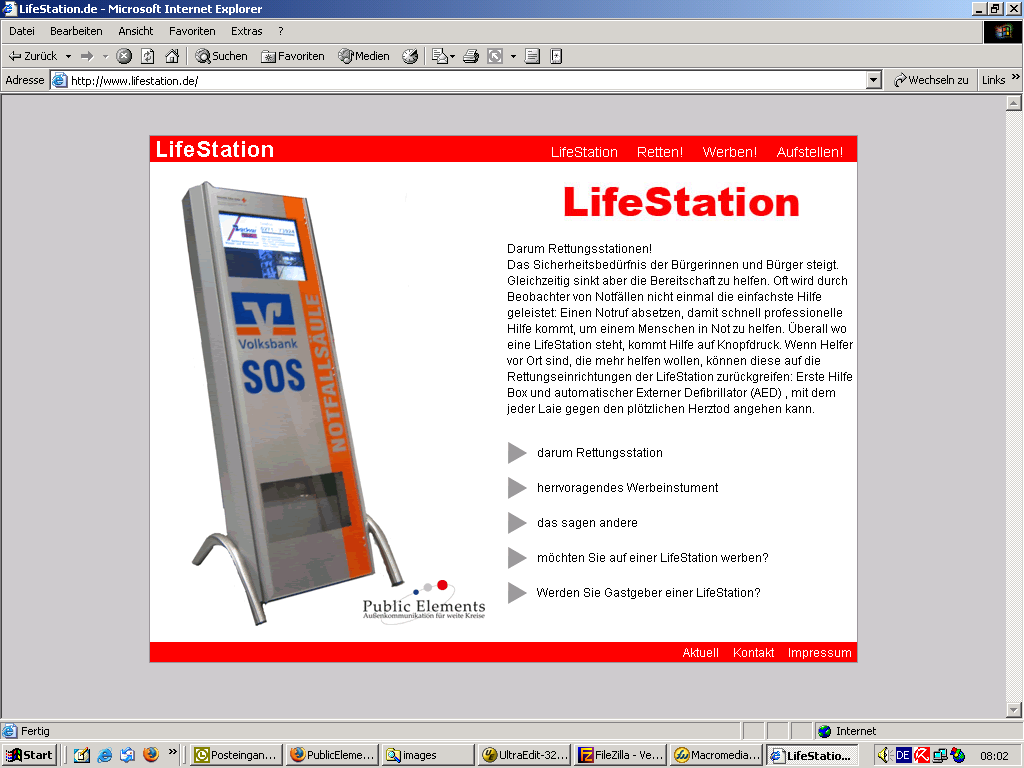 LifeStation.de - Microsoft Internet Explorer
Datei Bearbeiten Ansicht Favoriten Extras ?
Zurück Suchen Favoriten Medien
Adresse http://www.lifestation.de/ Wechseln zu Links »
LifeStation LifeStation Retten! Werben! Aufstellen!
LifeStation
Darum Rettungsstationen!
Das Sicherheitsbedürfnis der Bürgerinnen und Bürger steigt.
Gleichzeitig sinkt aber die Bereitschaft zu helfen. Oft wird durch
Beobachter von Notfällen nicht einmal die einfachste Hilfe
geleistet: Einen Notruf absetzen, damit schnell professionelle
Hilfe kommt, um einem Menschen in Not zu helfen. Überall wo
eine LifeStation steht, kommt Hilfe auf Knopfdruck. Wenn Helfer
vor Ort sind, die mehr helfen wollen, können diese auf die
Rettungseinrichtungen der LifeStation zurückgreifen: Erste Hilfe
Box und automatischer Externer Defibrillator (AED) , mit dem
jeder Laie gegen den plötzlichen Herztod angehen kann.
darum Rettungsstation
herrvoragendes Werbeinstument
das sagen andere
möchten Sie auf einer LifeStation werben?
Werden Sie Gastgeber einer LifeStation?
Volksbank
SOS
NOTFALLSÄULE
Public Elements
Außenkommunikation für weite Kreise
Aktuell Kontakt Impressum
Fertig Internet
Start » Posteingan... PublicEleme... images UltraEdit-32... FileZilla - Ve... Macromedia... LifeStatio... DE 08:02